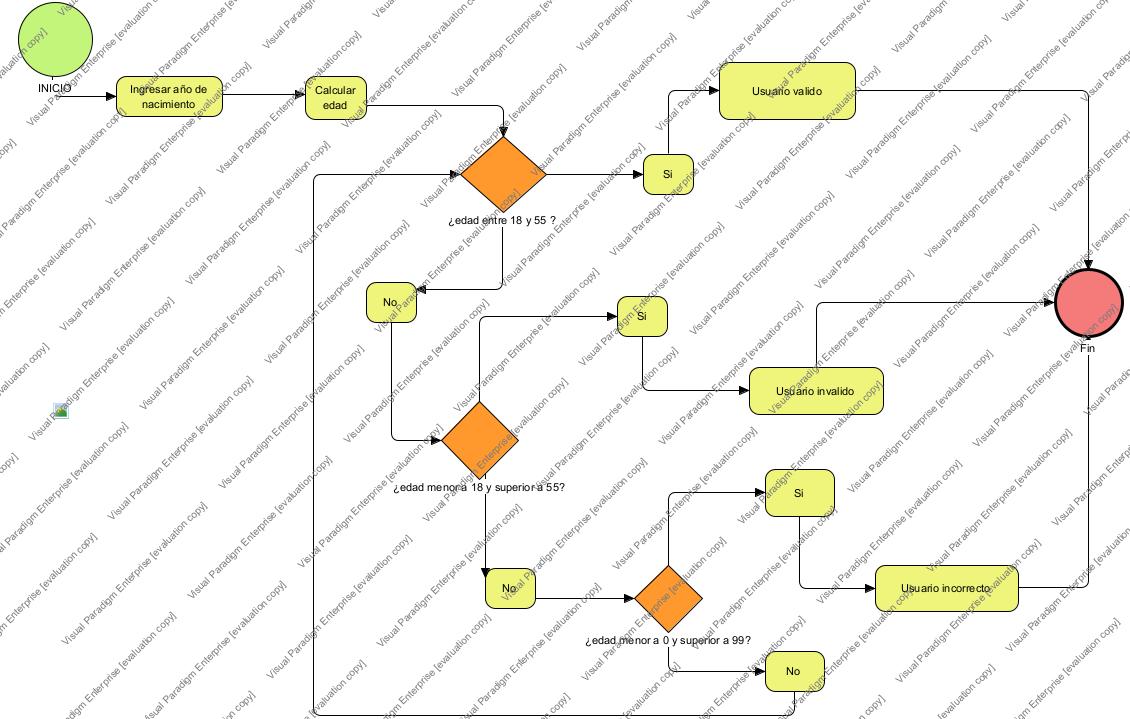 INICIO
Ingresar año de
nacimiento
Calcular
edad
Usuario valido
Si
¿edad entre 18 y 55 ?
No
Si
Fin
Usuario invalido
¿edad menor a 18 y superior a 55?
Si
No
Usuario incorrecto
¿edad menor a 0 y superior a 99?
No
Visual Paradigm Enterprise [evaluation copy]